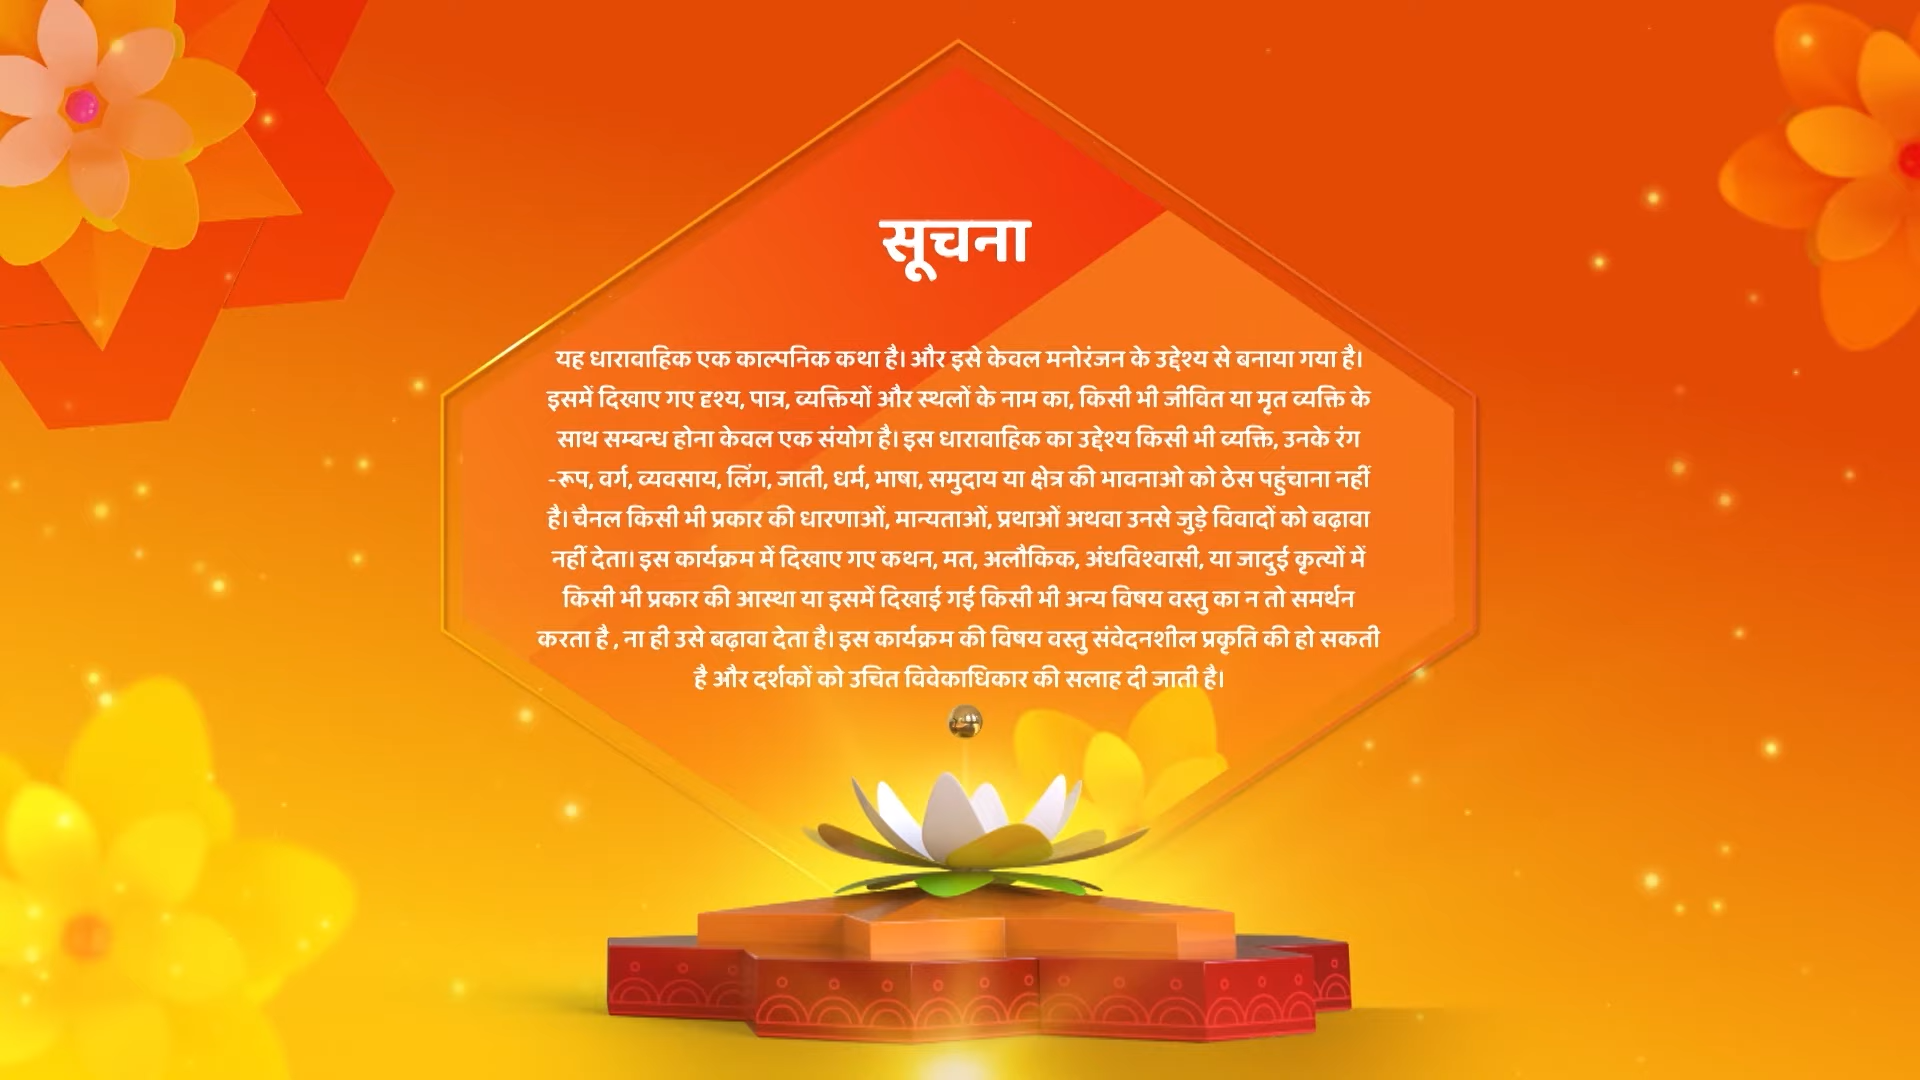 सूचना
यह धारावाहिक एक काल्पनिक कथा है। और इसे केवल मनोरंजन के उद्देश्य से बनाया गया है।
इसमें दिखाए गए दृश्य, पात्र, व्यक्तियों और स्थलों के नाम का, किसी भी जीवित या मृत व्यक्ति के
साथ सम्बन्ध होना केवल एक संयोग है। इस धारावाहिक का उद्देश्य किसी भी व्यक्ति, उनके रंग
-रूप, वर्ग, व्यवसाय, लिंग, जाती, धर्म, भाषा, समुदाय या क्षेत्र की भावनाओ को ठेस पहुंचाना नहीं
है। चैनल किसी भी प्रकार की धारणाओं, मान्यताओं, प्रथाओं अथवा उनसे जुड़े विवादों को बढ़ावा
नहीं देता। इस कार्यक्रम में दिखाए गए कथन, मत, अलौकिक, अंधविश्वासी, या जादुई कृत्यों में
किसी भी प्रकार की आस्था या इसमें दिखाई गई किसी भी अन्य विषय वस्तु का न तो समर्थन
करता है , ना ही उसे बढ़ावा देता है। इस कार्यक्रम की विषय वस्तु संवेदनशील प्रकृति की हो सकती
है और दर्शकों को उचित विवेकाधिकार की सलाह दी जाती है।